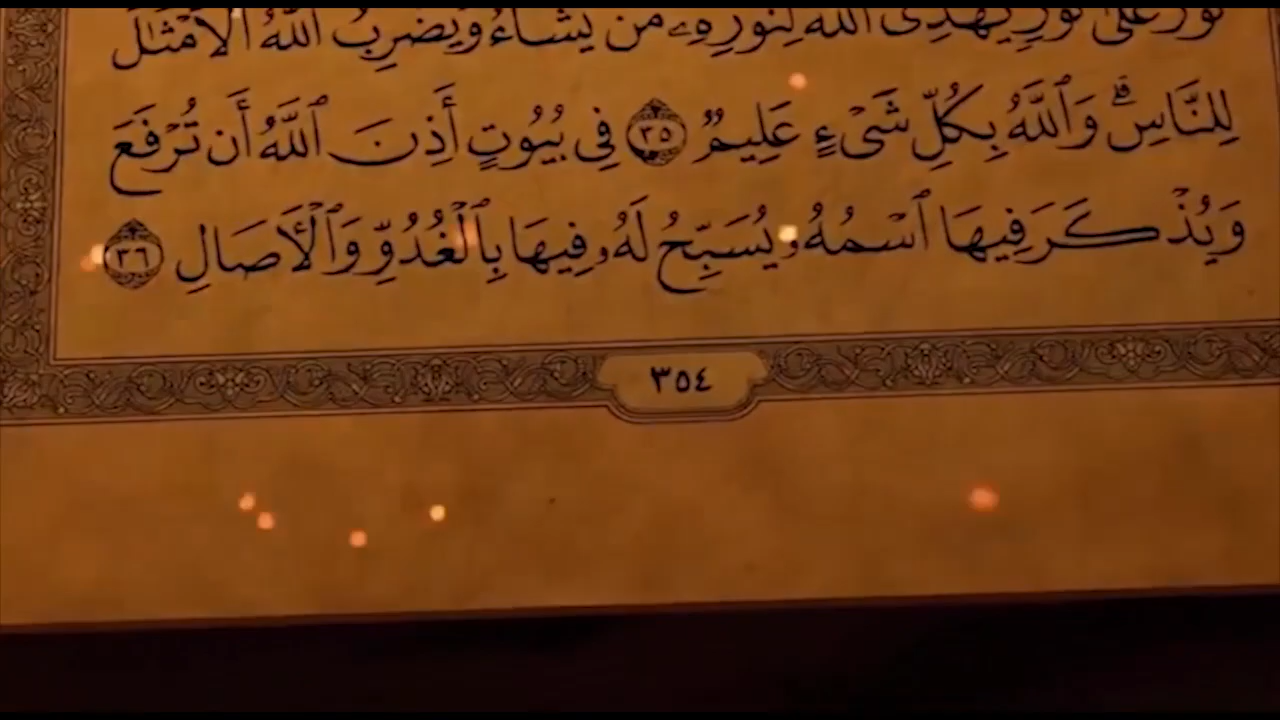 نُّورٌ عَلَىٰ نُورٍ يَهْدِى ٱللَّهُ لِنُورِهِۦ مَن يَشَآءُ وَيَضْرِبُ ٱللَّهُ ٱلْأَمْثَٰلَ
لِلنَّاسِ ۗ وَٱللَّهُ بِكُلِّ شَىْءٍ عَلِيمٌ ٣٥ فِى بُيُوتٍ أَذِنَ ٱللَّهُ أَن تُرْفَعَ
وَيُذْكَرَ فِيهَا ٱسْمُهُۥ يُسَبِّحُ لَهُۥ فِيهَا بِٱلْغُدُوِّ وَٱلْأَصَالِ ٣٦
٣٥٤